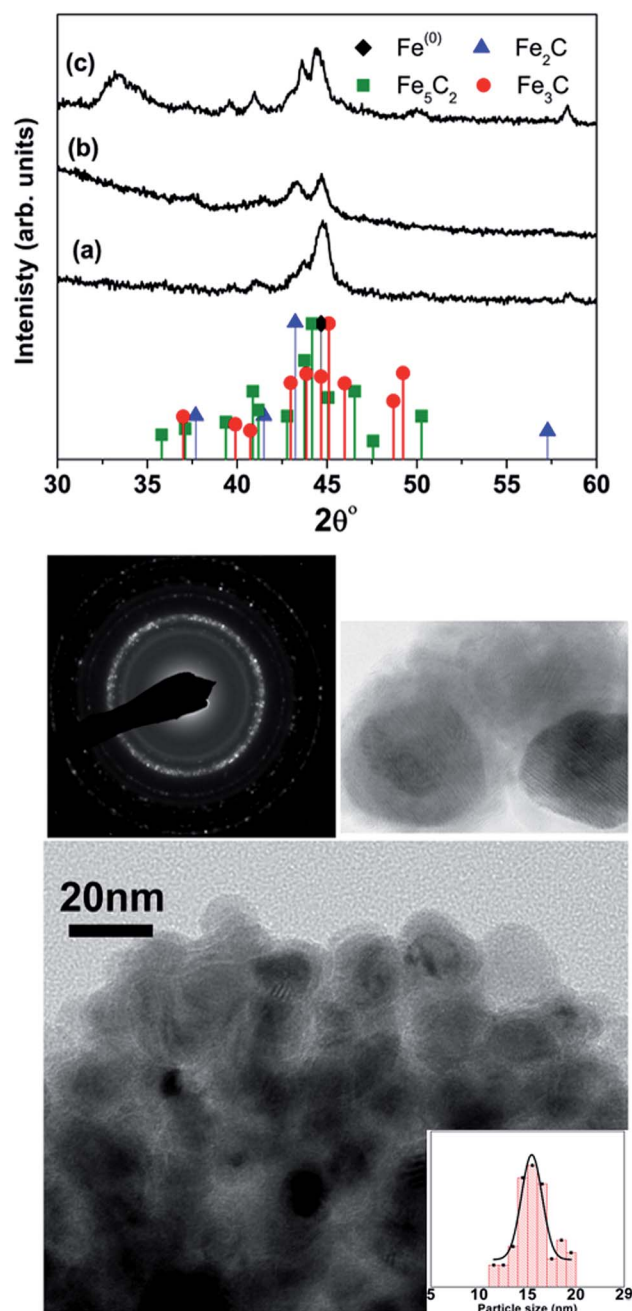 (c)
Fe(0) Fe2C
Fe5C2 Fe3C
(b)
(a)
Intenisty (arb. units)
30 35 40 45 50 55 60
2θ°
20nm
5 10 15 20 29
Particle size (nm)